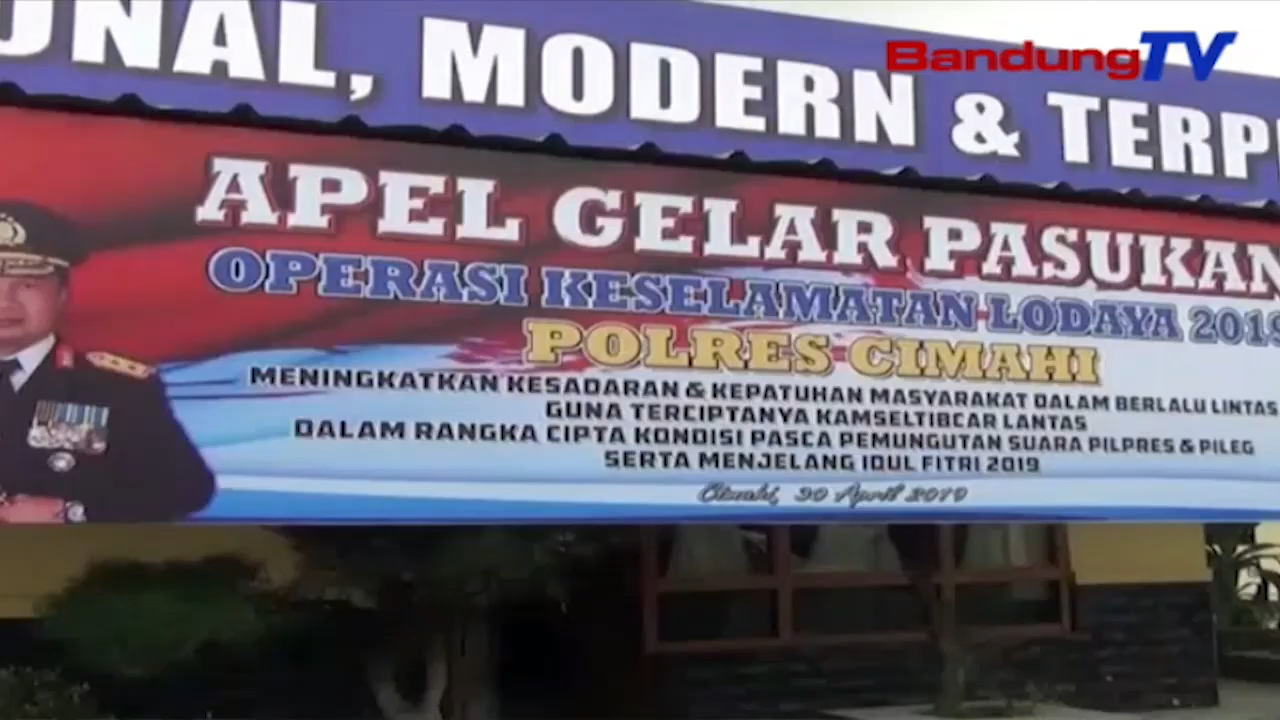 BandungTV
ONAL, MODERN & TERP
APEL GELAR PASUKAN
OPERASI KESELAMATAN LODAYA 2019
POLRES CIMAHI
MENINGKATKAN KESADARAN & KEPATUHAN MASYARAKAT DALAM BERLALU LINTAS
GUNA TERCIPTANYA KAMSELTIBCAR LANTAS
DALAM RANGKA CIPTA KONDISI PASCA PEMUNGUTAN SUARA PILPRES & PILEG
SERTA MENJELANG IDUL FITRI 2019
Cimahi, 30 April 2019